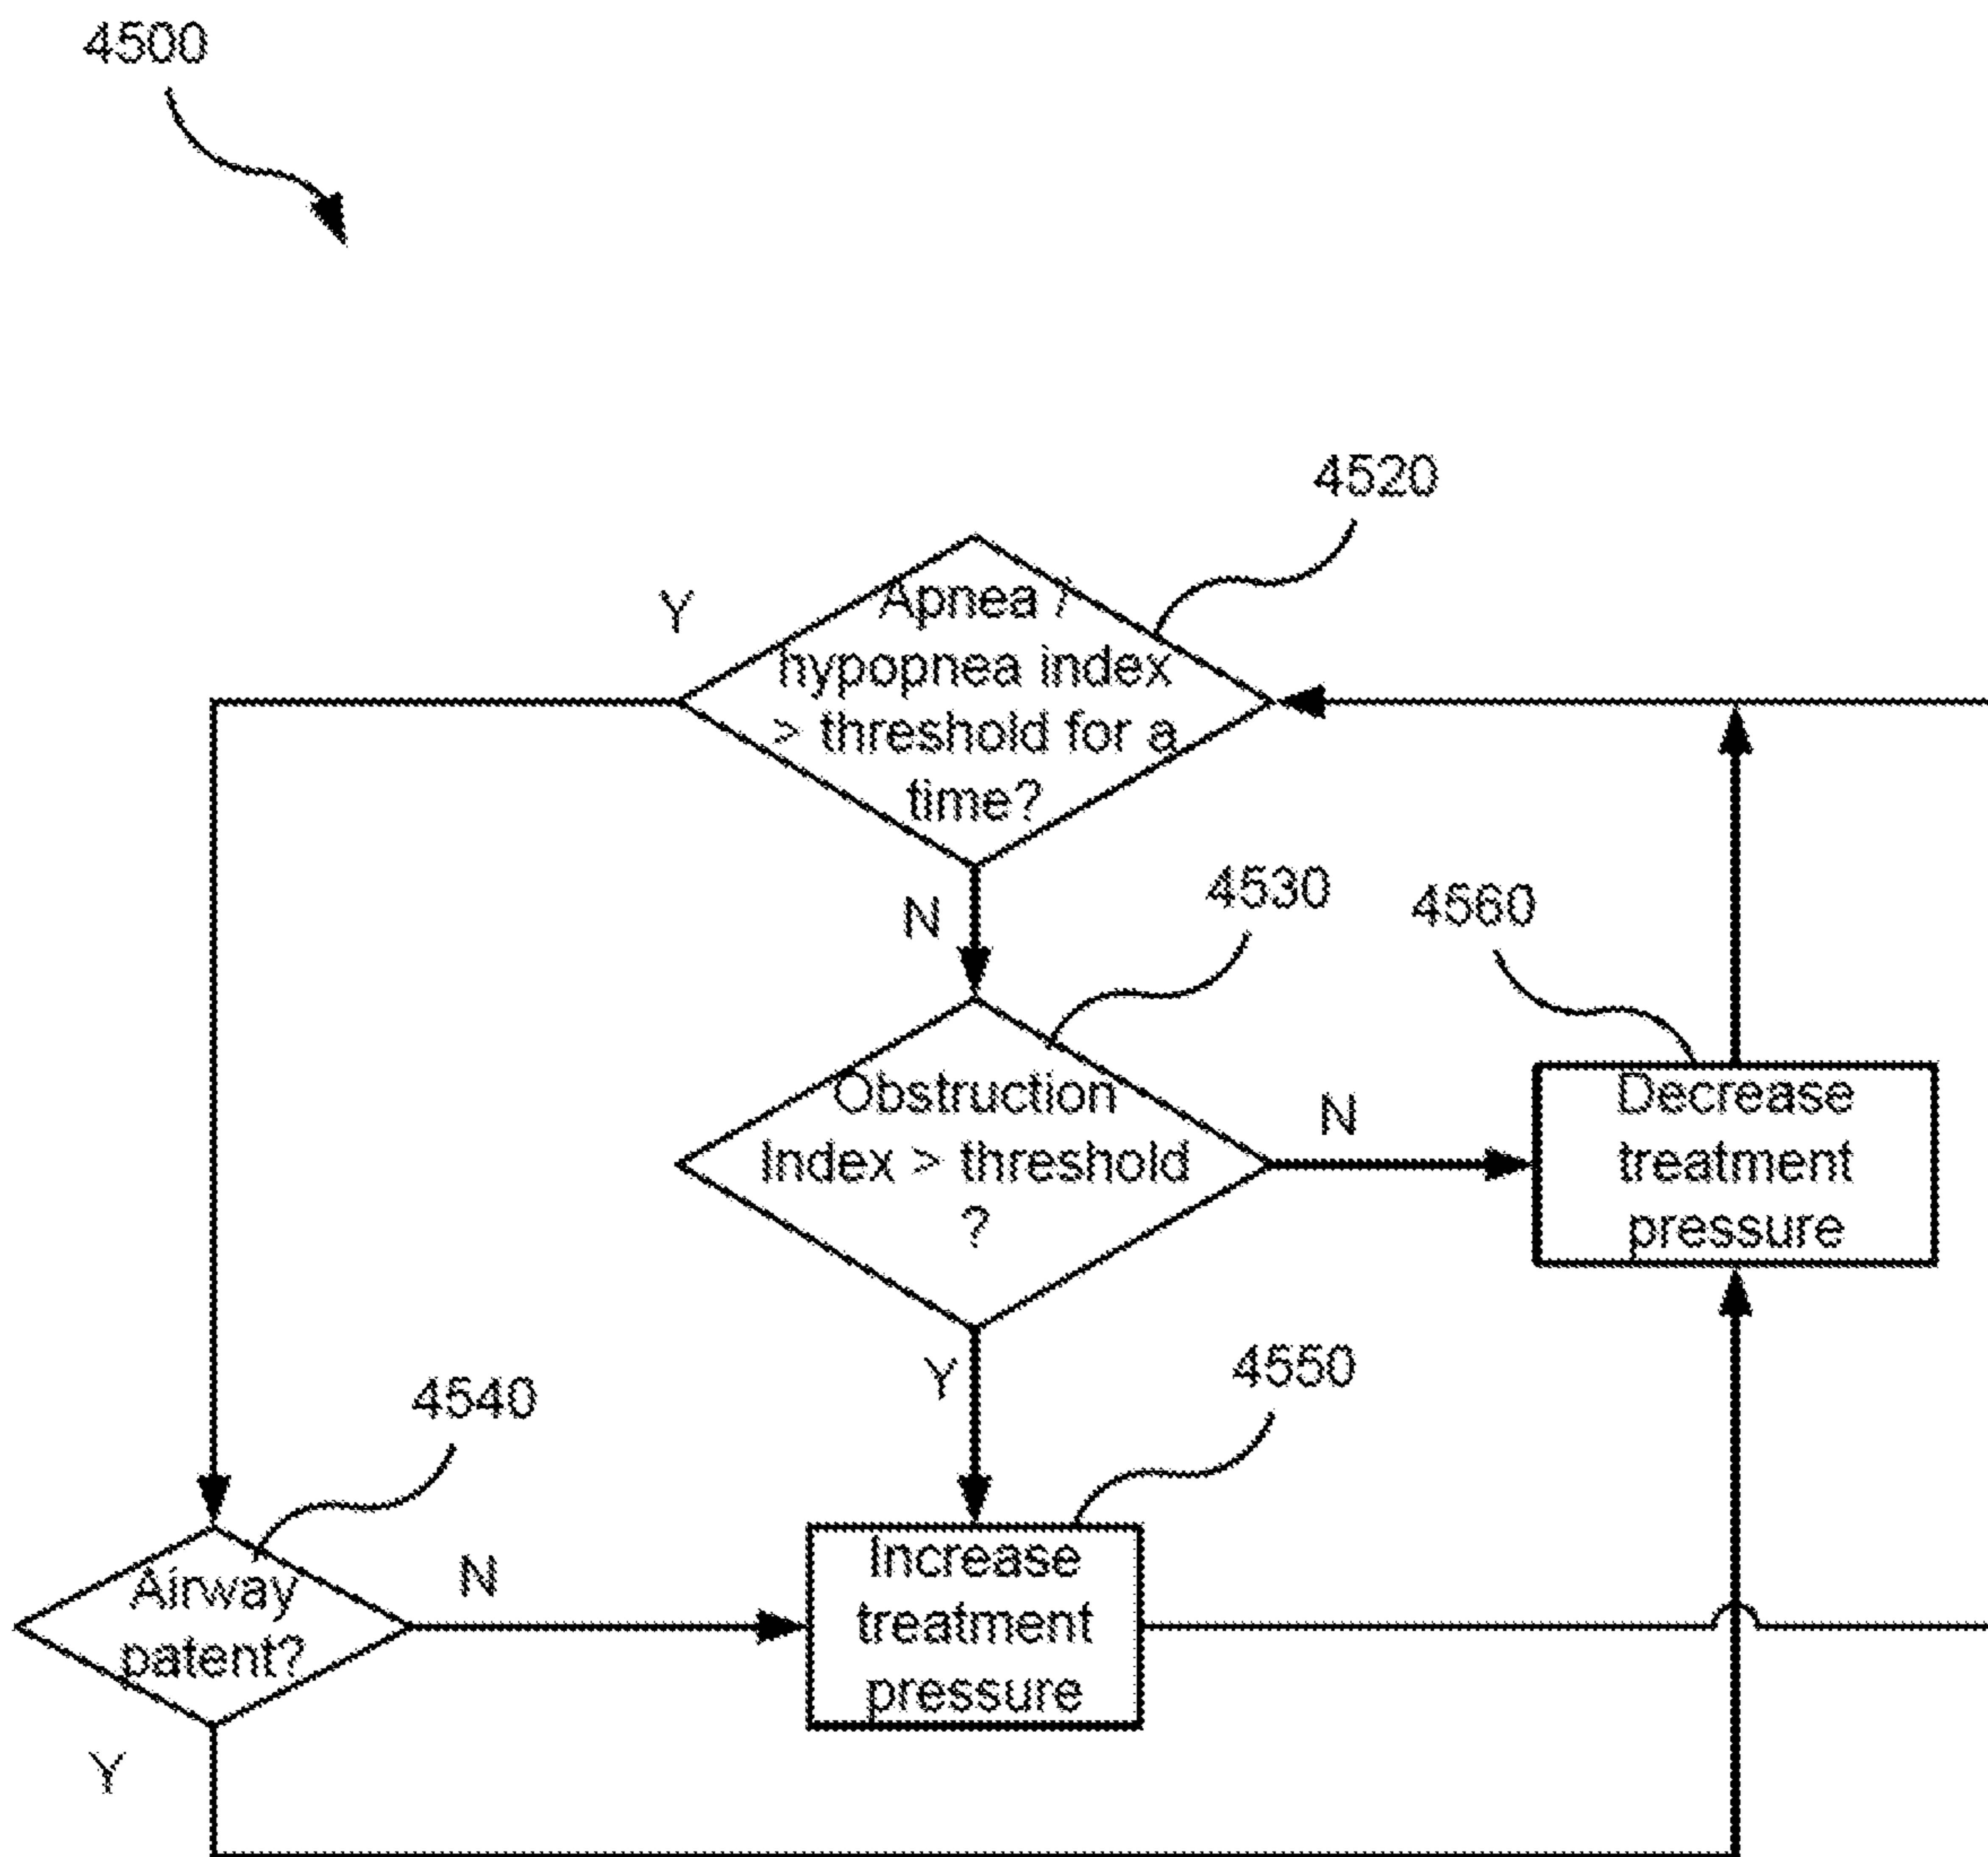 4500
4520
Y
Apnea /
hypopnea index
> threshold for a
time?
N
4530
4560
Obstruction
Index > threshold
?
N
Decrease
treatment
pressure
Y
4550
4540
Airway
patent?
N
Increase
treatment
pressure
Y